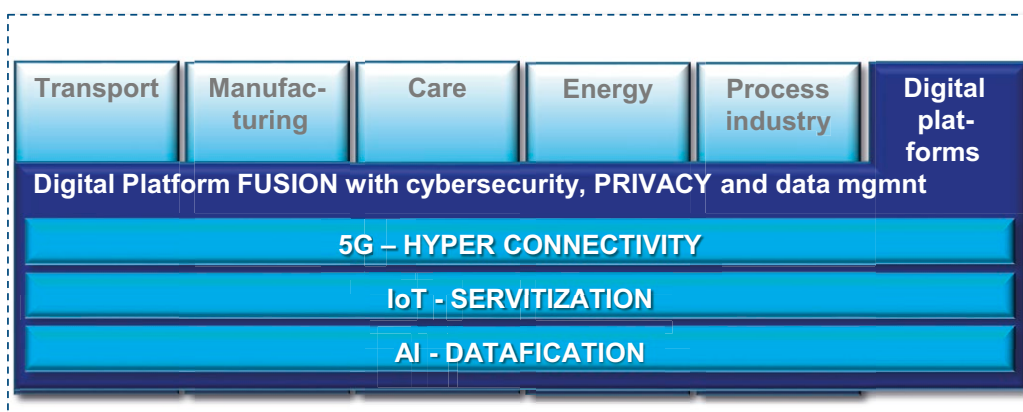 Transport
Manufac-
turing
Care
Energy
Process
industry
Digital
plat-
forms
Digital Platform FUSION with cybersecurity, PRIVACY and data mgmnt
5G – HYPER CONNECTIVITY
IoT - SERVITIZATION
AI - DATAFICATION